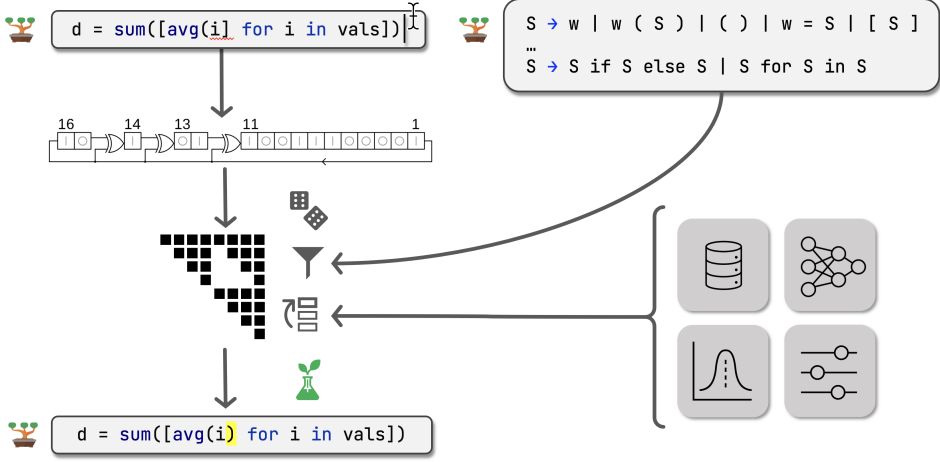 d = sum([avg(i] for i in vals])
S → w | w ( S ) | ( ) | w = S | [ S ]
…
S → S if S else S | S for S in S
16 14 13 11 1
d = sum([avg(i) for i in vals])